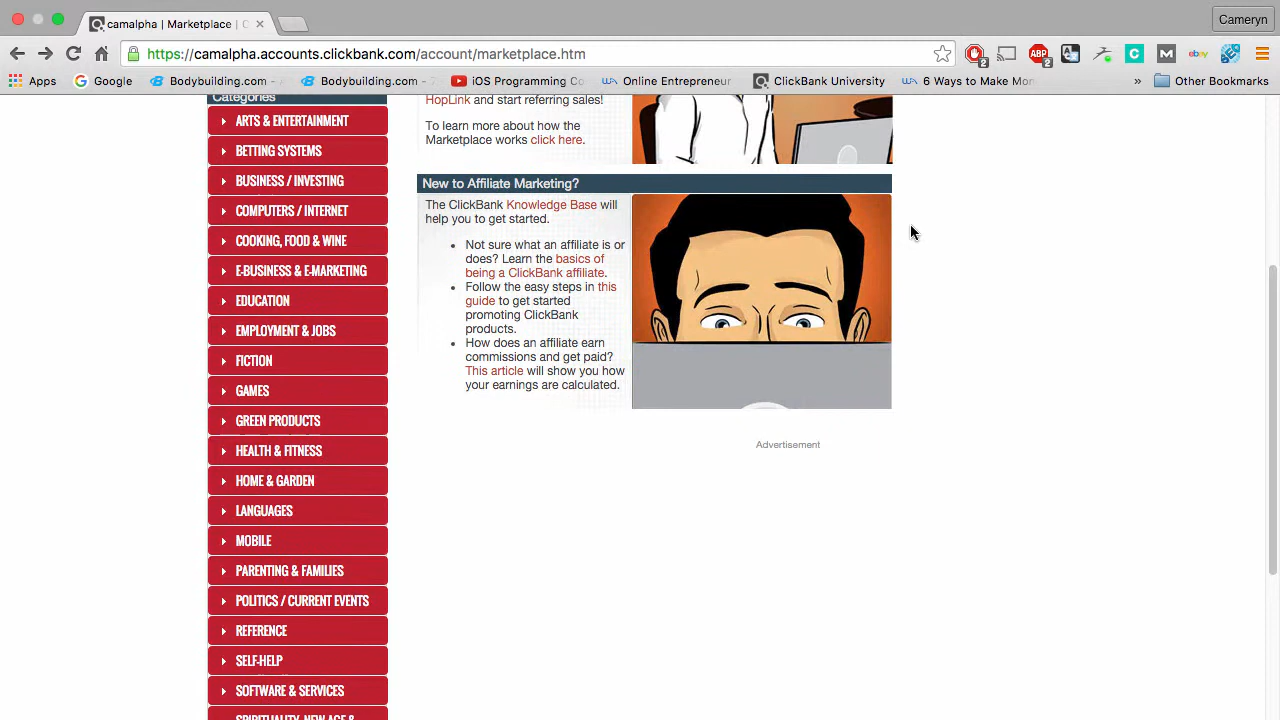 camalpha | Marketplace | C
Cameryn
https://camalpha.accounts.clickbank.com/account/marketplace.htm
ABP
2
2
C
M
ebay
Apps
Google
Bodybuilding.com -
Bodybuilding.com -
iOS Programming Co
Online Entrepreneur
ClickBank University
6 Ways to Make Mon
»
Other Bookmarks
Categories
ARTS & ENTERTAINMENT
BETTING SYSTEMS
BUSINESS / INVESTING
COMPUTERS / INTERNET
COOKING, FOOD & WINE
E-BUSINESS & E-MARKETING
EDUCATION
EMPLOYMENT & JOBS
FICTION
GAMES
GREEN PRODUCTS
HEALTH & FITNESS
HOME & GARDEN
LANGUAGES
MOBILE
PARENTING & FAMILIES
POLITICS / CURRENT EVENTS
REFERENCE
SELF-HELP
SOFTWARE & SERVICES
SPIRITUALITY, NEW AGE &
HopLink and start referring sales!
To learn more about how the
Marketplace works click here.
New to Affiliate Marketing?
The ClickBank Knowledge Base will
help you to get started.
• Not sure what an affiliate is or
does? Learn the basics of
being a ClickBank affiliate.
• Follow the easy steps in this
guide to get started
promoting ClickBank
products.
• How does an affiliate earn
commissions and get paid?
This article will show you how
your earnings are calculated.
Advertisement